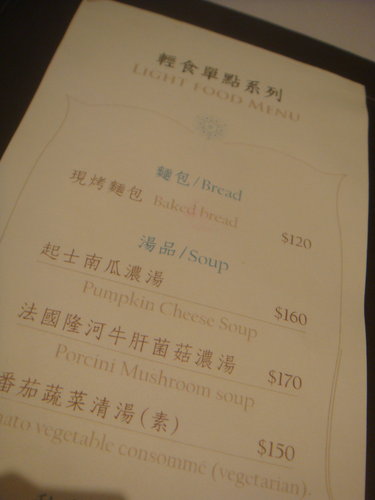 輕食單點系列
LIGHT FOOD MENU
麵包/Bread
現烤麵包 Baked bread $120
湯品/Soup
起士南瓜濃湯 $160
Pumpkin Cheese Soup
法國隆河牛肝菌菇濃湯 $170
Porcini Mushroom soup
番茄蔬菜清湯(素) $150
mato vegetable consommé (vegetarian)